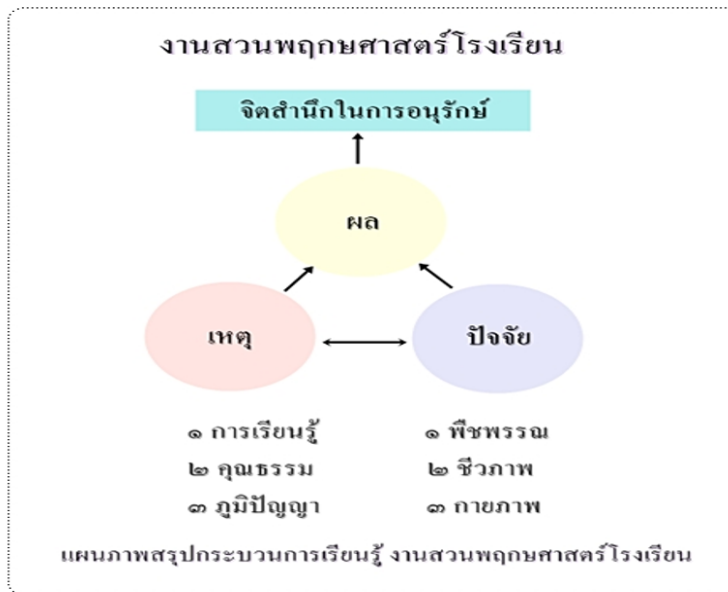 งานสวนพฤกษศาสตร์โรงเรียน
จิตสำนึกในการอนุรักษ์
ผล
เหตุ
ปัจจัย
๑ การเรียนรู้
๒ คุณธรรม
๓ ภูมิปัญญา
๑ พืชพรรณ
๒ ชีวภาพ
๓ กายภาพ
แผนภาพสรุปกระบวนการเรียนรู้ งานสวนพฤกษศาสตร์โรงเรียน